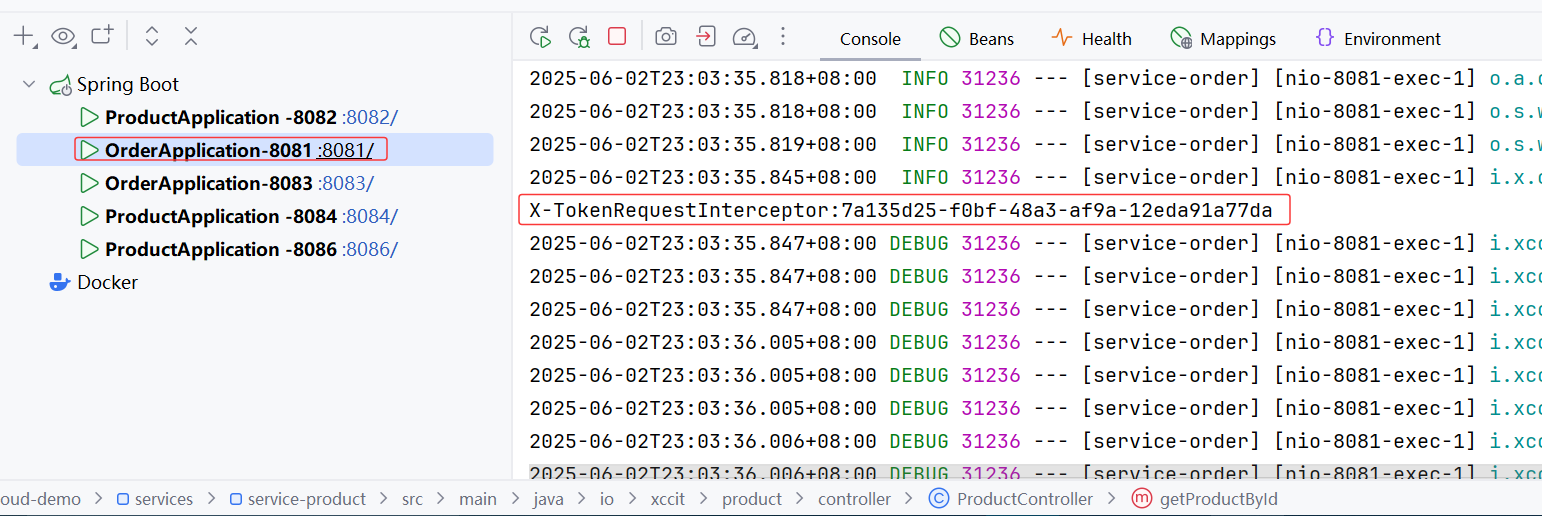 Console Beans Health Mappings Environment
Spring Boot
ProductApplication -8082 :8082/
OrderApplication-8081 :8081/
OrderApplication-8083 :8083/
ProductApplication -8084 :8084/
ProductApplication -8086 :8086/
Docker
2025-06-02T23:03:35.818+08:00 INFO 31236 --- [service-order] [nio-8081-exec-1] o.a.c
2025-06-02T23:03:35.818+08:00 INFO 31236 --- [service-order] [nio-8081-exec-1] o.s.w
2025-06-02T23:03:35.819+08:00 INFO 31236 --- [service-order] [nio-8081-exec-1] o.s.w
2025-06-02T23:03:35.845+08:00 INFO 31236 --- [service-order] [nio-8081-exec-1] i.x.o
X-TokenRequestInterceptor:7a135d25-f0bf-48a3-af9a-12eda91a77da
2025-06-02T23:03:35.847+08:00 DEBUG 31236 --- [service-order] [nio-8081-exec-1] i.xcc
2025-06-02T23:03:35.847+08:00 DEBUG 31236 --- [service-order] [nio-8081-exec-1] i.xcc
2025-06-02T23:03:35.847+08:00 DEBUG 31236 --- [service-order] [nio-8081-exec-1] i.xcc
2025-06-02T23:03:36.005+08:00 DEBUG 31236 --- [service-order] [nio-8081-exec-1] i.xcc
2025-06-02T23:03:36.005+08:00 DEBUG 31236 --- [service-order] [nio-8081-exec-1] i.xcc
2025-06-02T23:03:36.005+08:00 DEBUG 31236 --- [service-order] [nio-8081-exec-1] i.xcc
2025-06-02T23:03:36.006+08:00 DEBUG 31236 --- [service-order] [nio-8081-exec-1] i.xcc
2025-06-02T23:03:36.006+08:00 DEBUG 31236 --- [service-order] [nio-8081-exec-1] i.xcc
oud-demo > services > service-product > src > main > java > io > xccit > product > controller > ProductController > getProductById